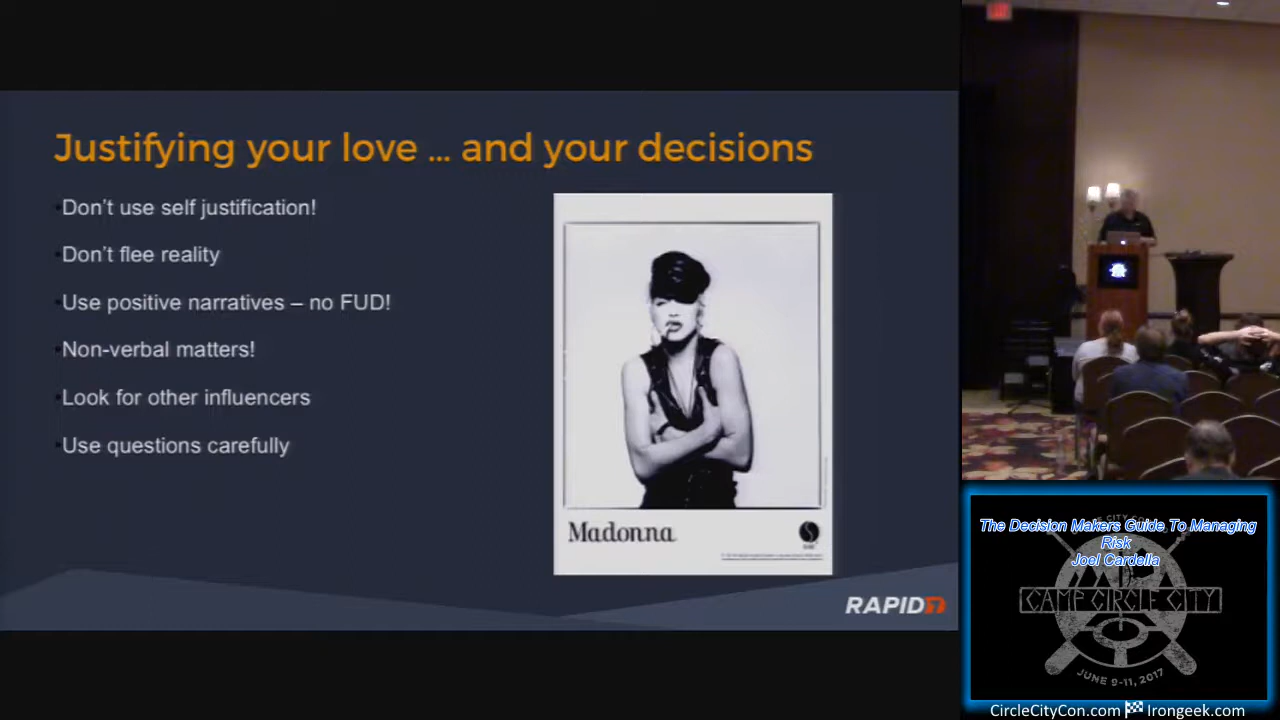 Justifying your love ... and your decisions
Don't use self justification!
Don't flee reality
Use positive narratives – no FUD!
Non-verbal matters!
Look for other influencers
Use questions carefully
Madonna
RAPID7
The Decision Makers Guide To Managing
Risk
Joel Cardella
CAMP CIRCLE CITY
JUNE 9-11, 2017
CircleCityCon.com Irongeek.com